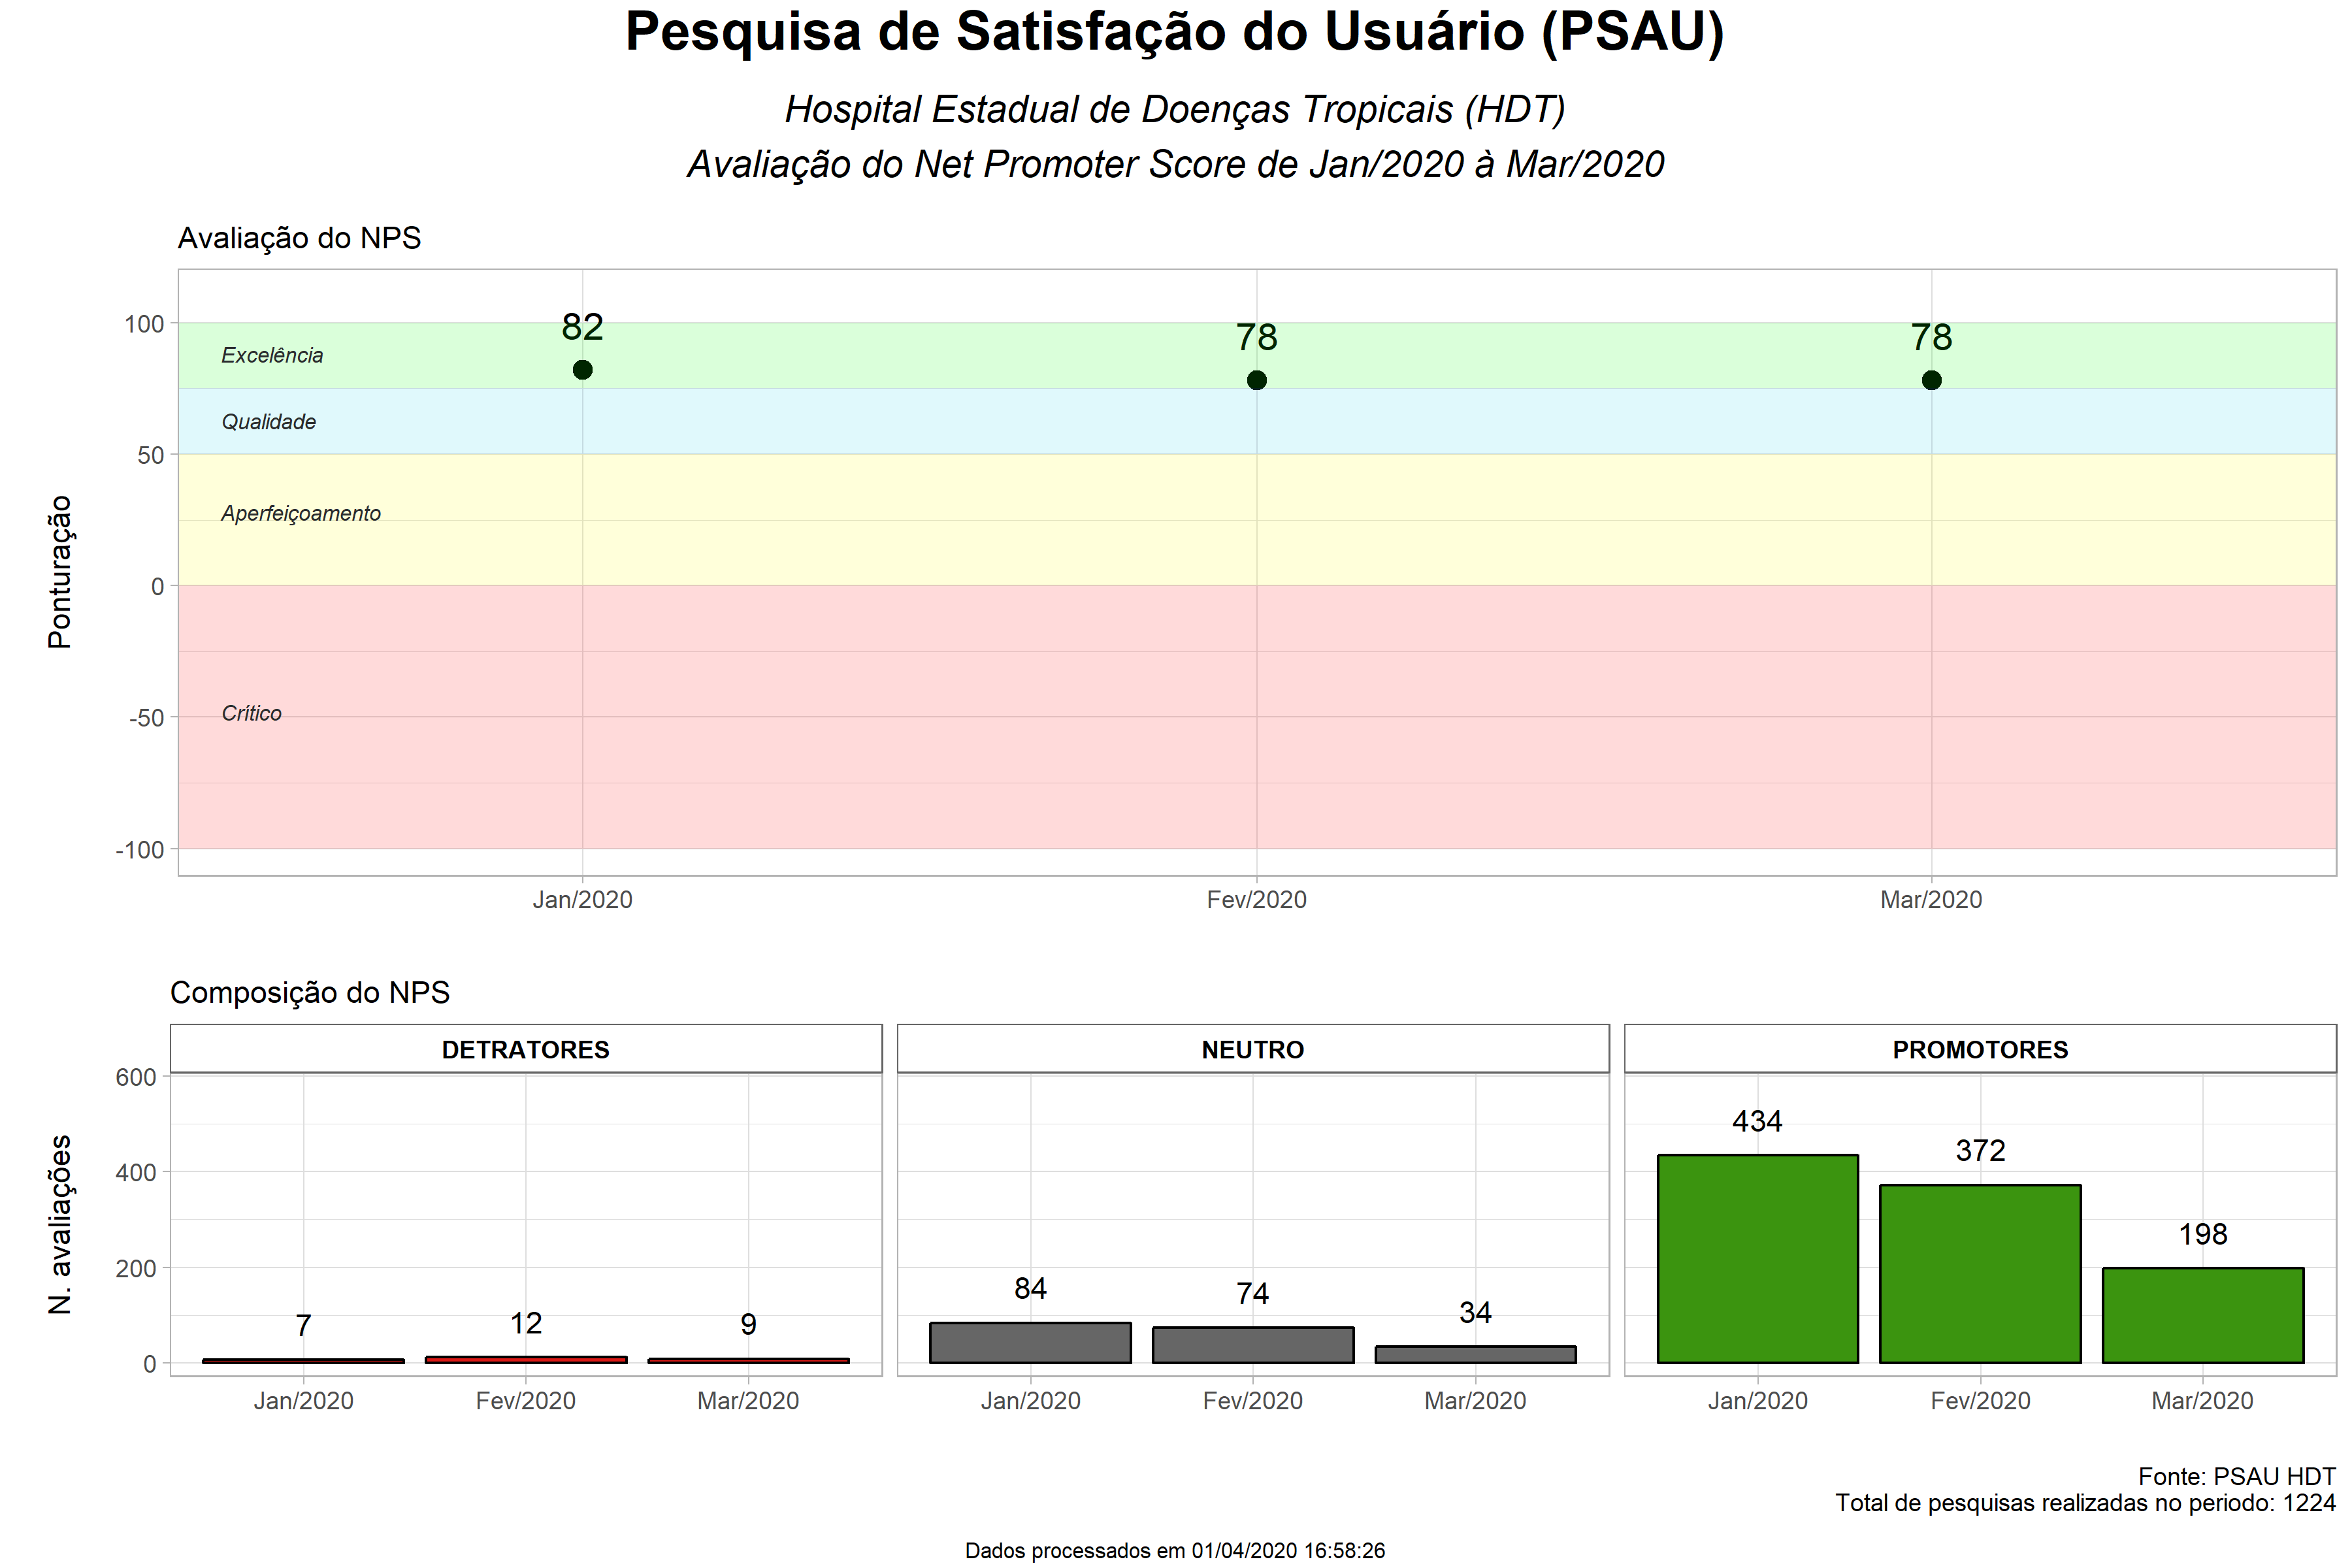 Pesquisa de Satisfação do Usuário (PSAU)
Hospital Estadual de Doenças Tropicais (HDT)
Avaliação do Net Promoter Score de Jan/2020 à Mar/2020
Avaliação do NPS
Ponturação
100
50
0
-50
-100
Excelência
Qualidade
Aperfeiçoamento
Crítico
82
78
78
Jan/2020
Fev/2020
Mar/2020
Composição do NPS
N. avaliações
600
400
200
0
DETRATORES
7
12
9
Jan/2020
Fev/2020
Mar/2020
NEUTRO
84
74
34
Jan/2020
Fev/2020
Mar/2020
PROMOTORES
434
372
198
Jan/2020
Fev/2020
Mar/2020
Fonte: PSAU HDT
Total de pesquisas realizadas no periodo: 1224
Dados processados em 01/04/2020 16:58:26